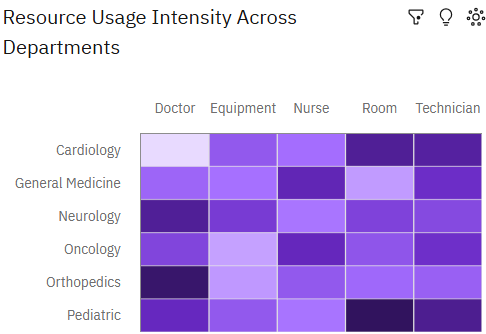 Resource Usage Intensity Across
Departments
Doctor Equipment Nurse Room Technician
Cardiology
General Medicine
Neurology
Oncology
Orthopedics
Pediatric